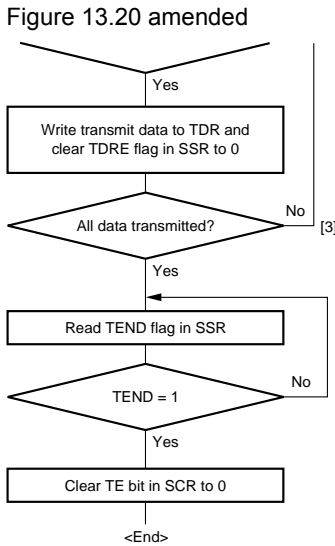 Figure 13.20 amended
Yes
Write transmit data to TDR and
clear TDRE flag in SSR to 0
All data transmitted?
No
[3]
Yes
Read TEND flag in SSR
TEND = 1
No
Yes
Clear TE bit in SCR to 0
<End>